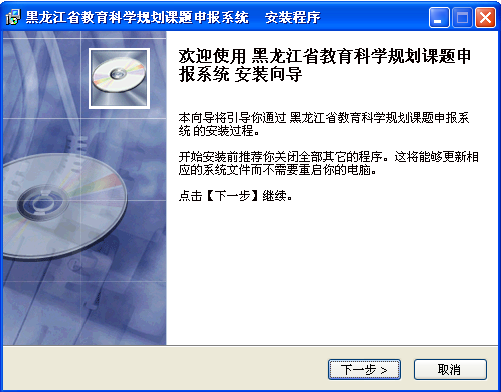 黑龙江省教育科学规划课题申报系统 安装程序
欢迎使用 黑龙江省教育科学规划课题申
报系统 安装向导
本向导将引导你通过 黑龙江省教育科学规划课题申报系
统 的安装过程。
开始安装前推荐你关闭全部其它的程序。这将能够更新相
应的系统文件而不需要重启你的电脑。
点击【下一步】继续。
下一步 > 取消